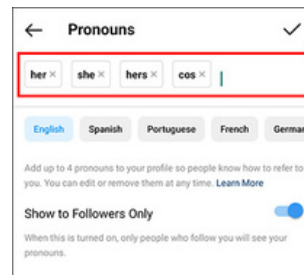 Pronouns
her × she × hers × cos ×
English Spanish Portuguese French German
Add up to 4 pronouns to your profile so people know how to refer to
you. You can edit or remove them at any time. Learn More
Show to Followers Only
When this is turned on, only people who follow you will see your
pronouns.